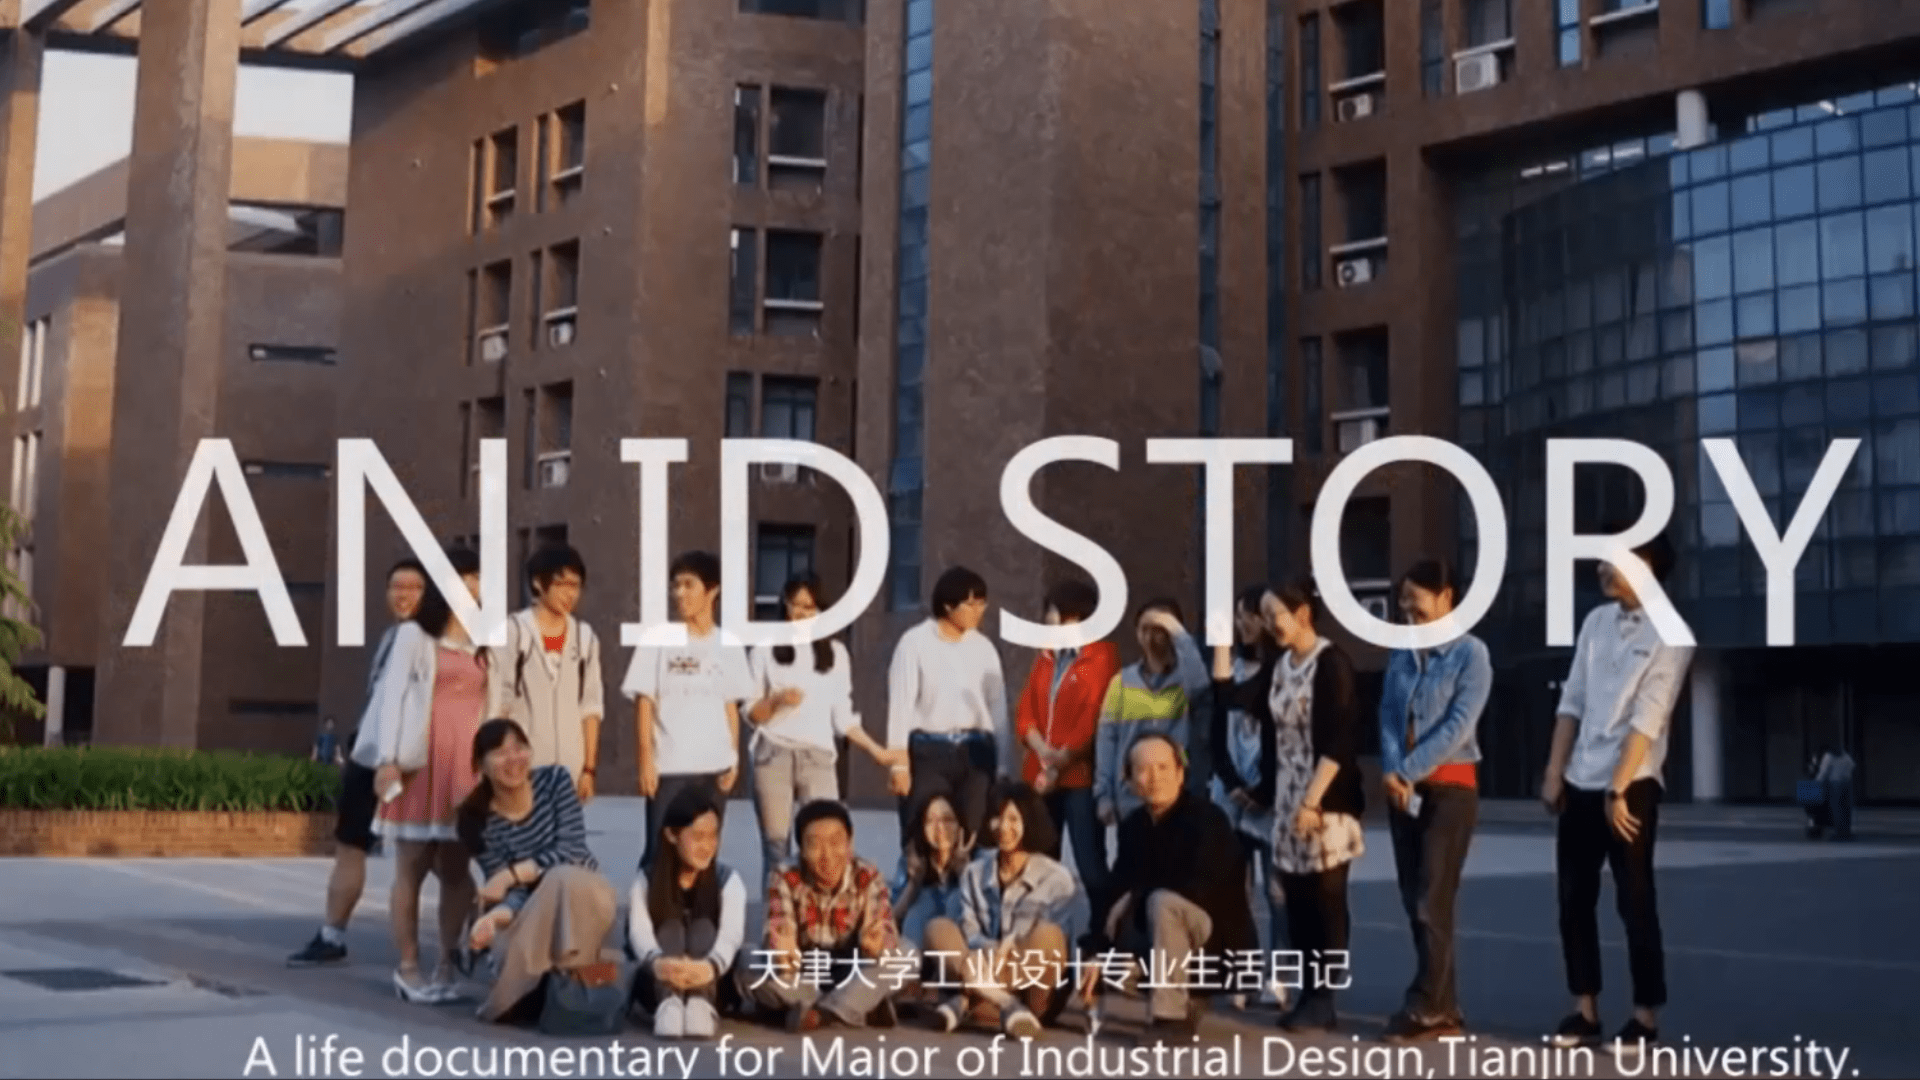 AN ID STORY
天津大学工业设计专业生活日记
A life documentary for Major of Industrial Design,Tianjin University.